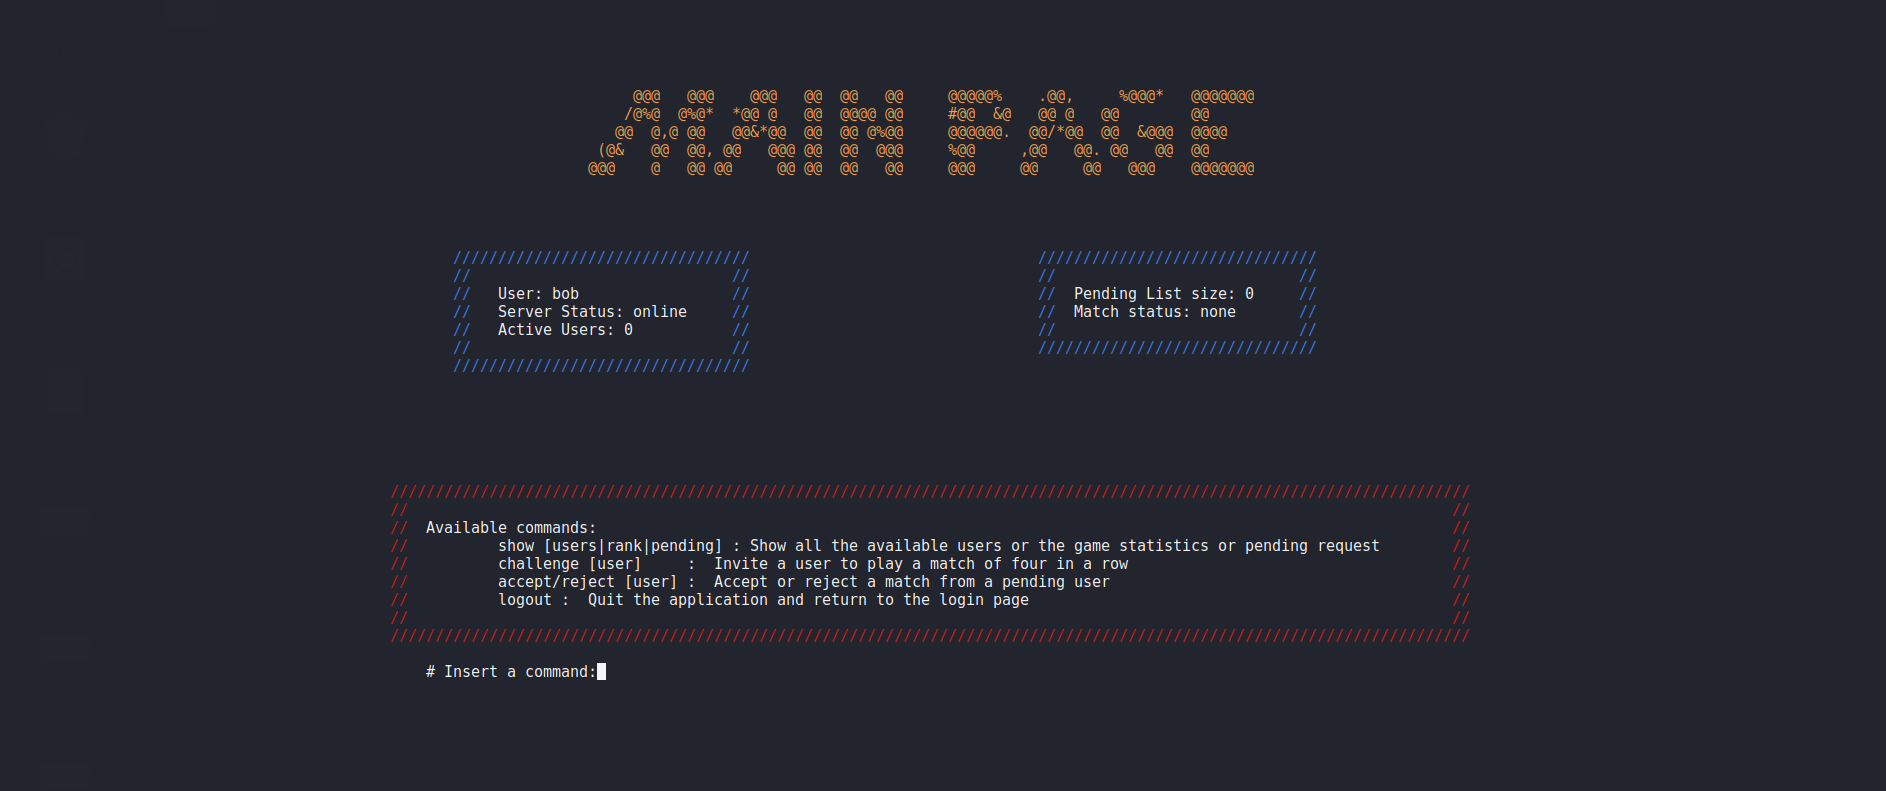 MAIN PAGE
User: bob
Server Status: online
Active Users: 0
Pending List size: 0
Match status: none
Available commands:
show [users|rank|pending] : Show all the available users or the game statistics or pending request
challenge [user]     :  Invite a user to play a match of four in a row
accept/reject [user] :  Accept or reject a match from a pending user
logout :  Quit the application and return to the login page
# Insert a command: